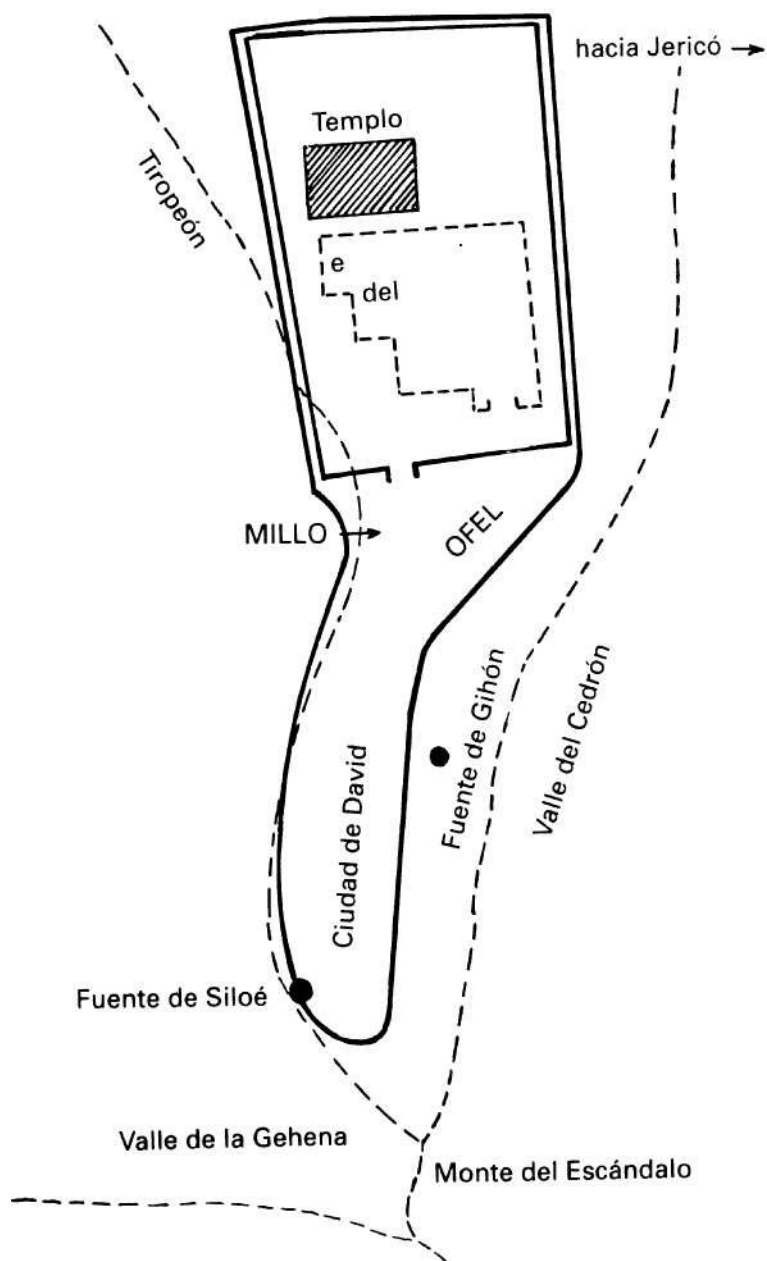 hacia Jericó →
Templo
Tiropeón
e
del
MILLO →
OFEL
Fuente de Gihón
Valle del Cedrón
Ciudad de David
Fuente de Siloé
Valle de la Gehena
Monte del Escándalo